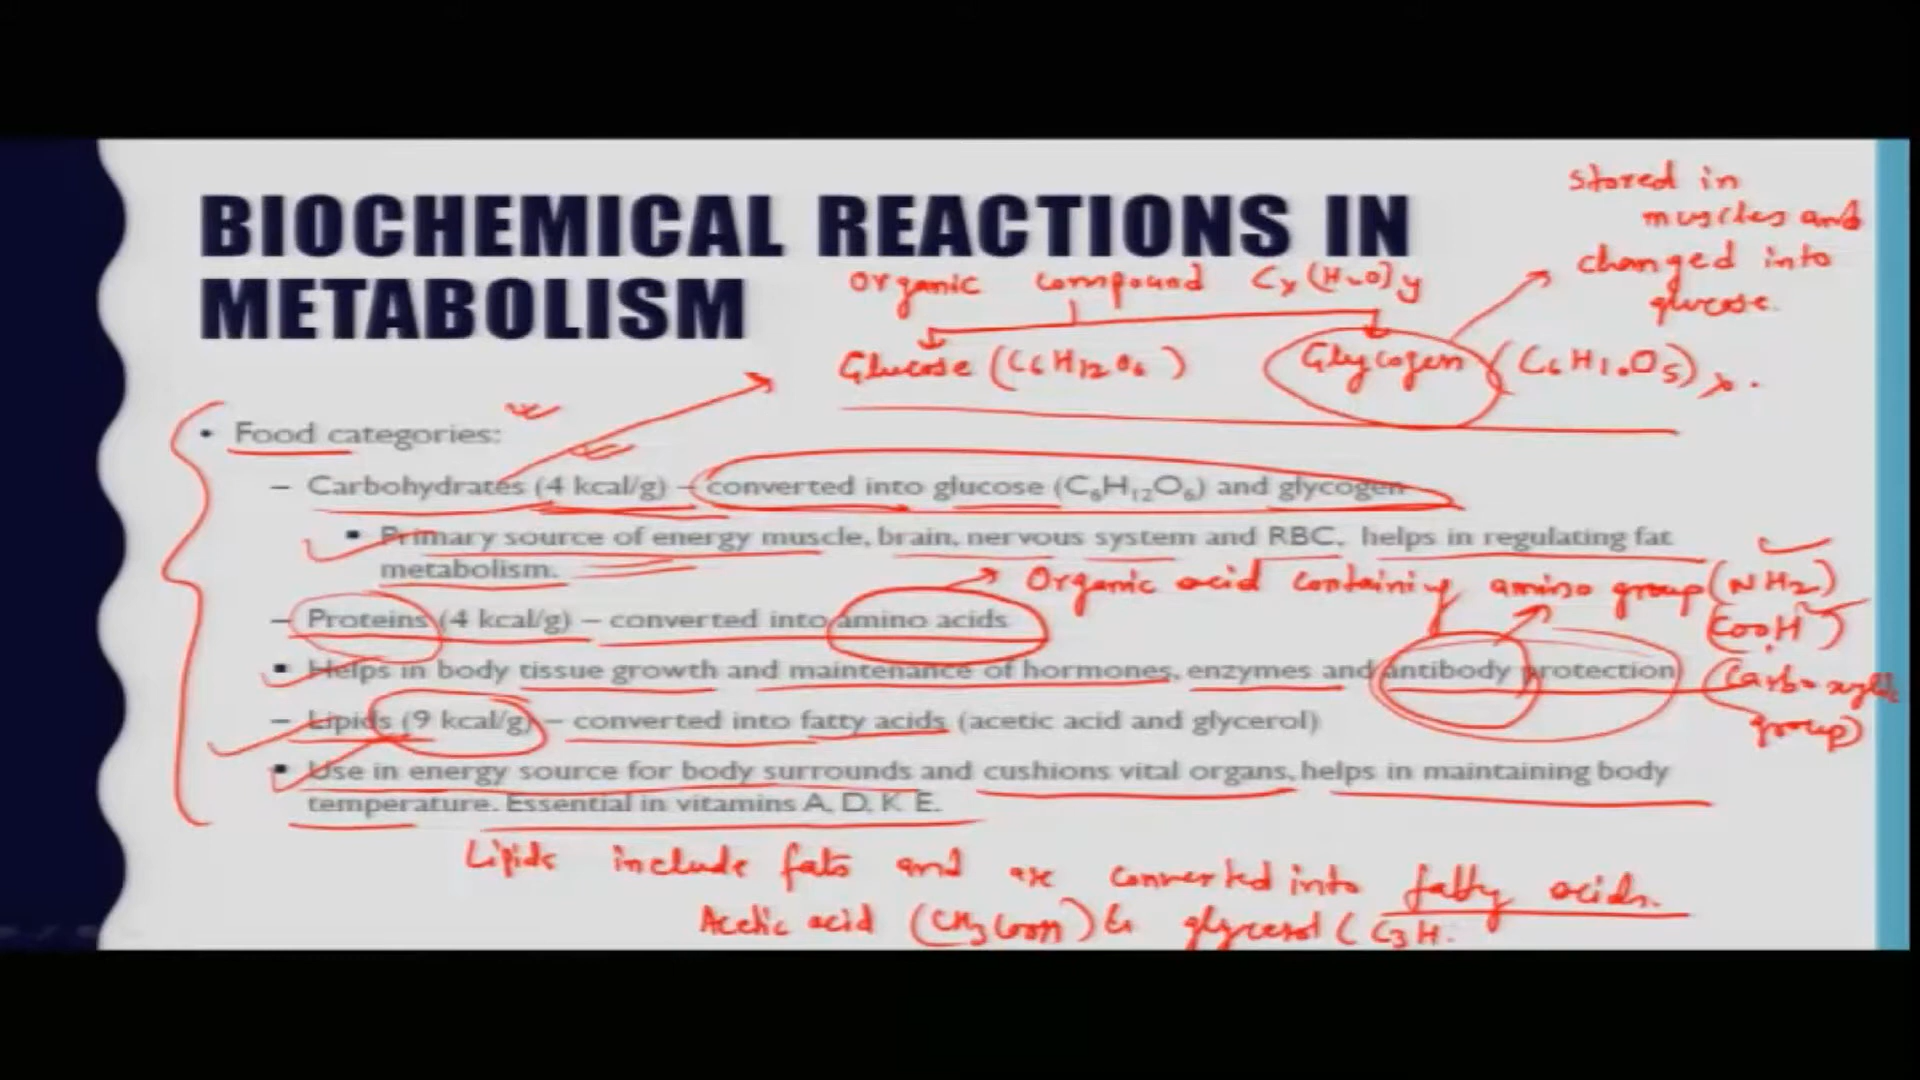 BIOCHEMICAL REACTIONS IN
METABOLISM
stored in
muscles and
changed into
glucose.
Organic compound Cx(H2O)y
Glucose (C6H12O6)
Glycogen (C6H10O5)x.
• Food categories:
– Carbohydrates (4 kcal/g) – converted into glucose (C6H12O6) and glycogen
▪ Primary source of energy muscle, brain, nervous system and RBC, helps in regulating fat
metabolism.
Organic acid containing amino group (NH2)
(COOH)
(Carboxylic
group)
– Proteins (4 kcal/g) – converted into amino acids
▪ Helps in body tissue growth and maintenance of hormones, enzymes and antibody protection
– Lipids (9 kcal/g) – converted into fatty acids (acetic acid and glycerol)
▪ Use in energy source for body surrounds and cushions vital organs, helps in maintaining body
temperature. Essential in vitamins A, D, K E.
Lipids include fats and are converted into fatty acids.
Acetic acid (CH3COOH) & glycerol (C3H.